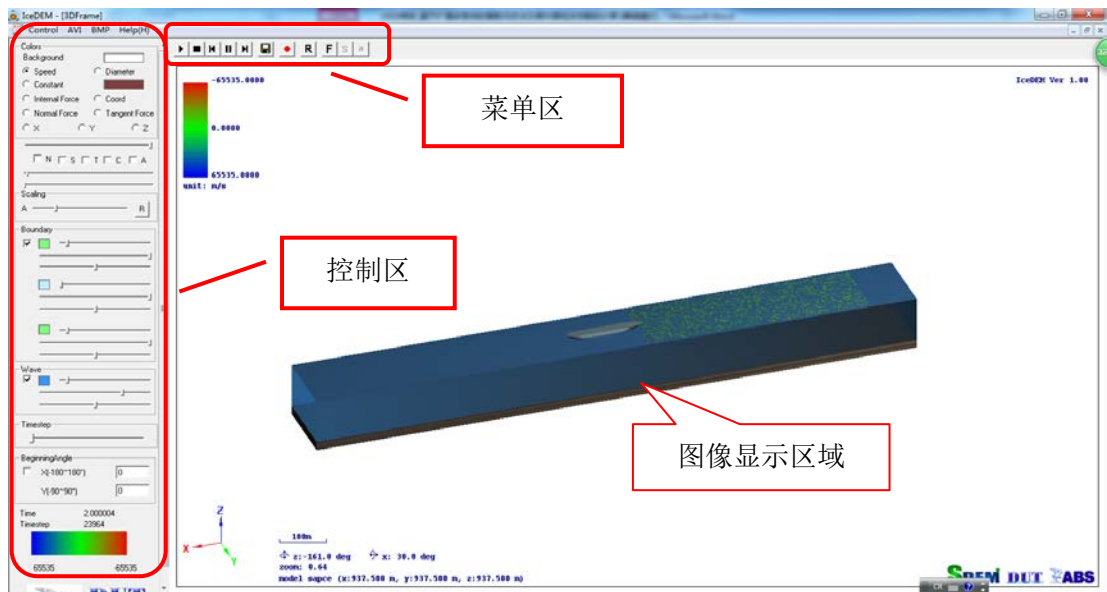 IceDEM - [3DFrame]
Control AVI BMP Help(H)
Colors
Background
Speed Diameter
Constant
Internal Force Coord
Normal Force Tangent Force
X Y Z
N S T C A
Scaling
A R
Boundary
Wave
Timestep
BeginningAngle
X(-180~180°) 0
Y(-90~90°) 0
Time 2.000004
Timestep 23964
65535 -65535
R F S
菜单区
-65535.0000
0.0000
65535.0000
unit: m/s
IceDEM Ver 1.00
控制区
图像显示区域
Z
X
Y
100m
z:-161.0 deg x: 30.0 deg
zoom: 0.64
model sapce (x:937.500 m, y:937.500 m, z:937.500 m)
SDEM DUT ABS
CH